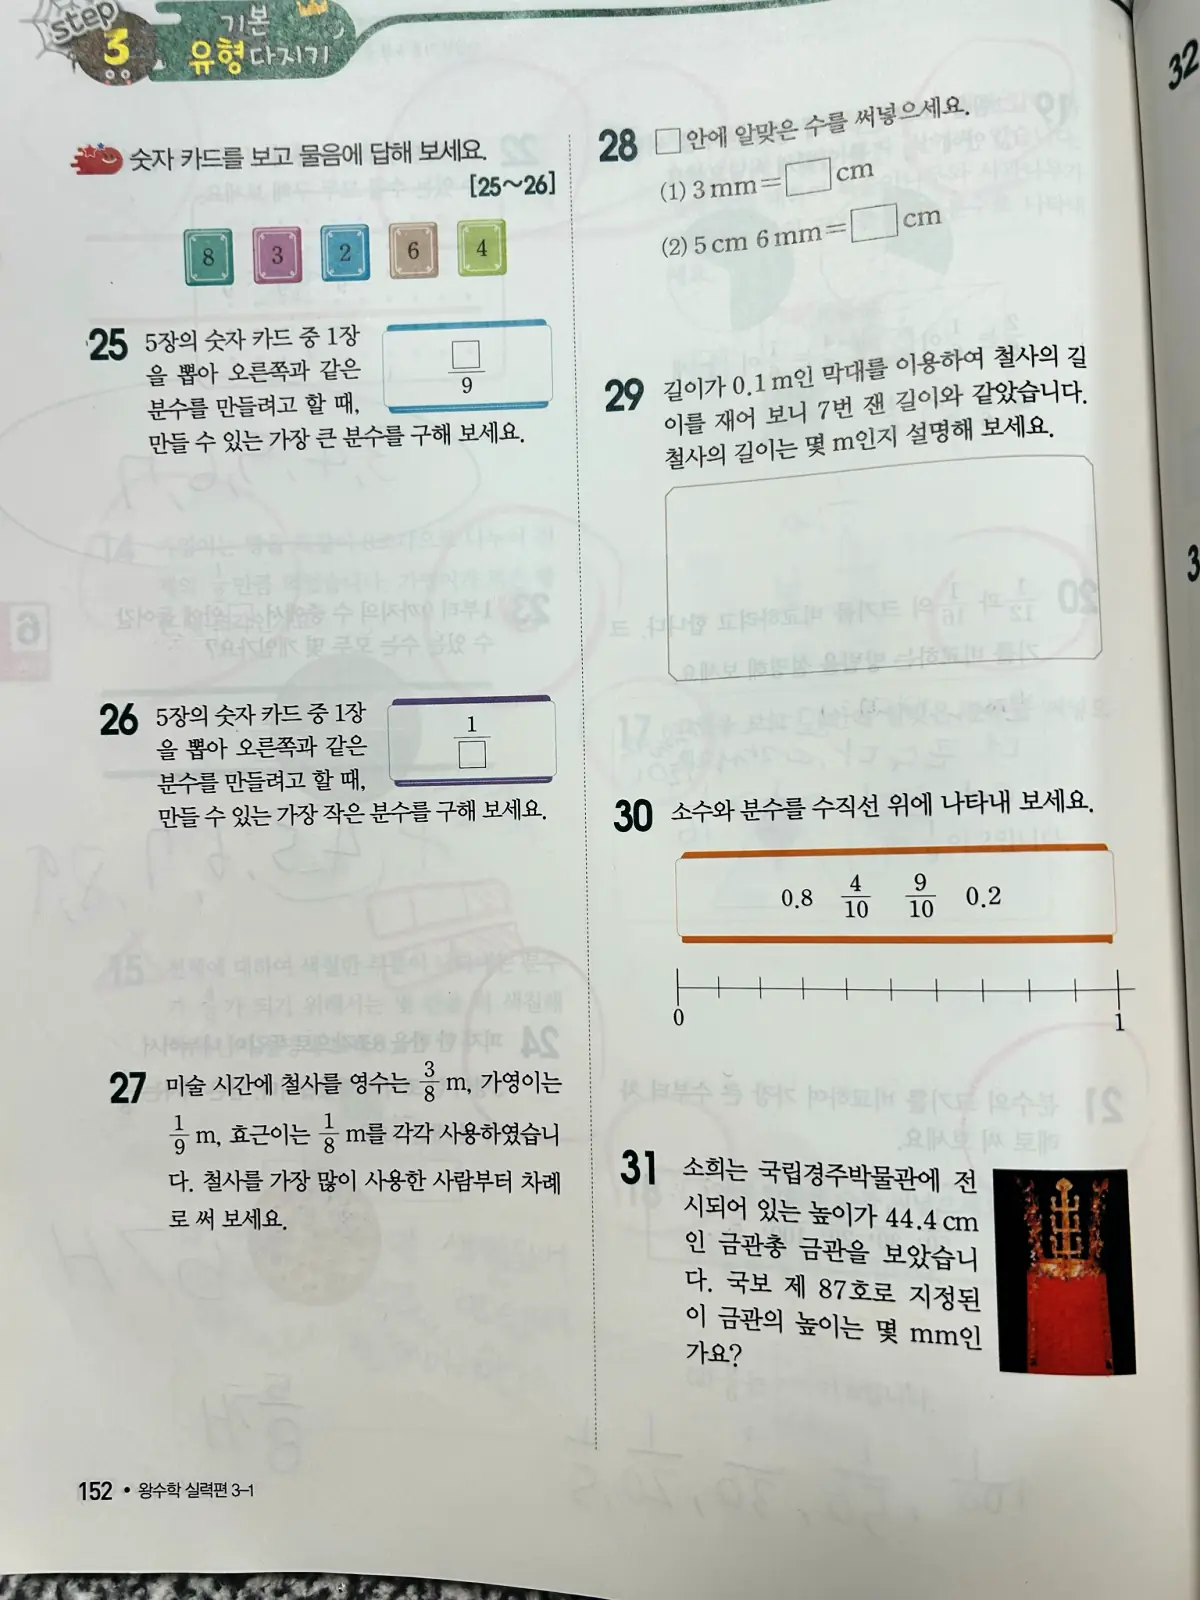 step
3
기본
유형 다지기
숫자 카드를 보고 물음에 답해 보세요.
[25~26]
8 3 2 6 4
25 5장의 숫자 카드 중 1장
을 뽑아 오른쪽과 같은
분수를 만들려고 할 때,
만들 수 있는 가장 큰 분수를 구해 보세요.
□/9
26 5장의 숫자 카드 중 1장
을 뽑아 오른쪽과 같은
분수를 만들려고 할 때,
만들 수 있는 가장 작은 분수를 구해 보세요.
1/□
27 미술 시간에 철사를 영수는 3/8 m, 가영이는
1/9 m, 효근이는 1/8 m를 각각 사용하였습니
다. 철사를 가장 많이 사용한 사람부터 차례
로 써 보세요.
28 □안에 알맞은 수를 써넣으세요.
(1) 3 mm=□ cm
(2) 5 cm 6 mm=□ cm
29 길이가 0.1 m인 막대를 이용하여 철사의 길
이를 재어 보니 7번 잰 길이와 같았습니다.
철사의 길이는 몇 m인지 설명해 보세요.
30 소수와 분수를 수직선 위에 나타내 보세요.
0.8 4/10 9/10 0.2
0 1
31 소희는 국립경주박물관에 전
시되어 있는 높이가 44.4 cm
인 금관총 금관을 보았습니
다. 국보 제 87호로 지정된
이 금관의 높이는 몇 mm인
가요?
152 • 왕수학 실력편 3-1
32
3